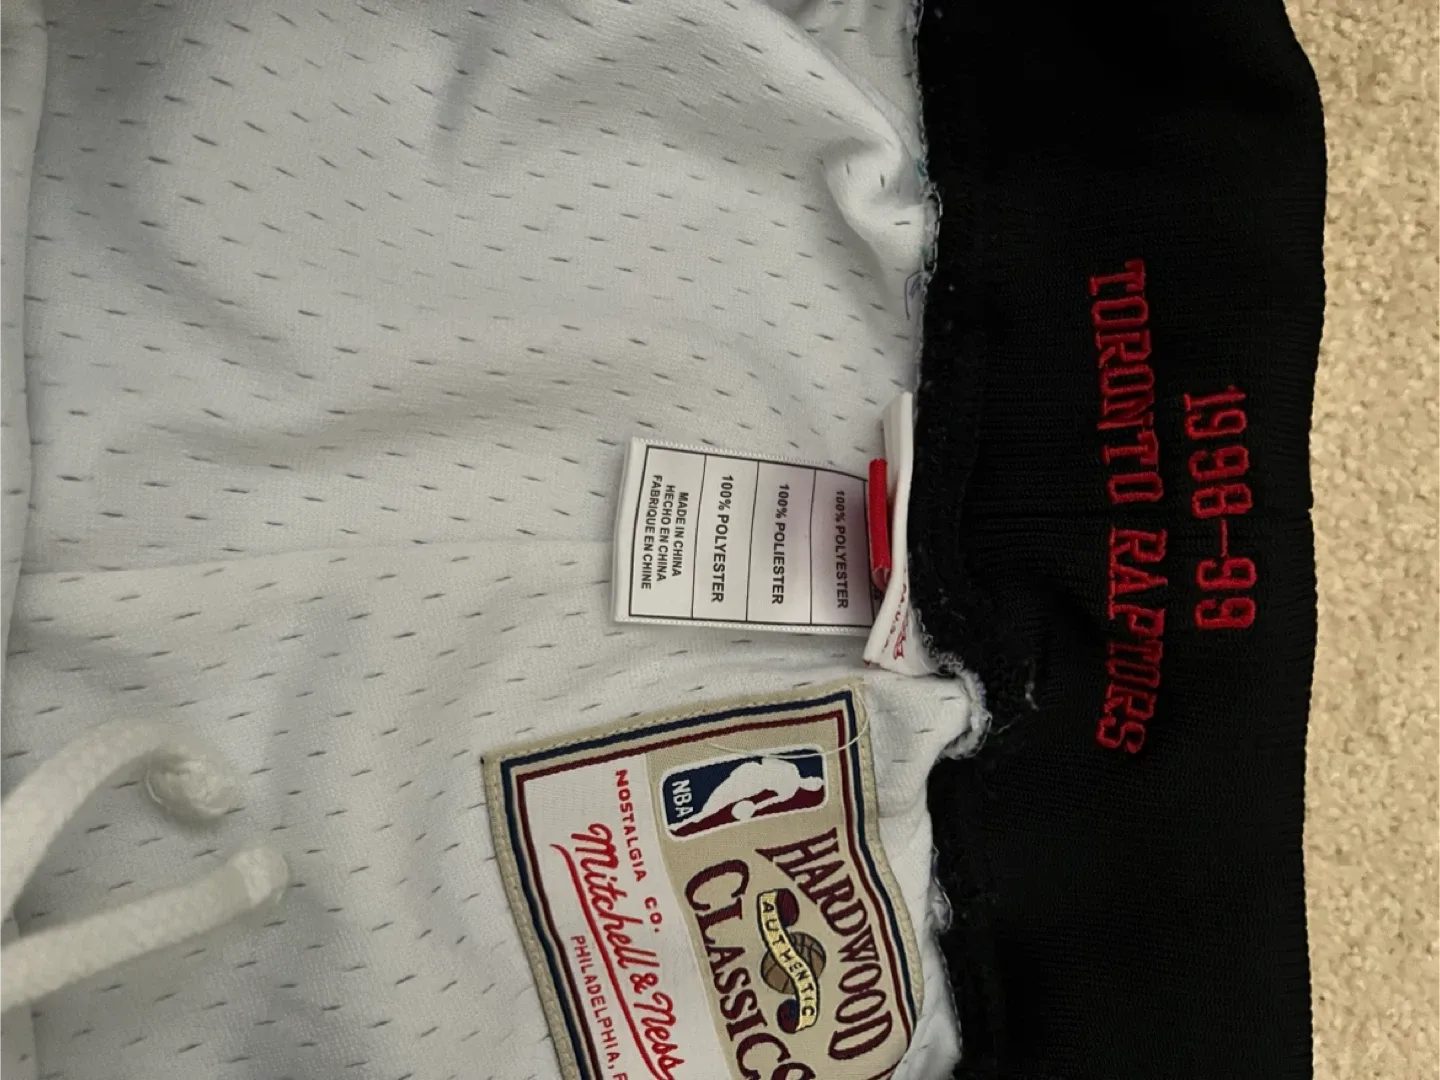 1998-99
TORONTO RAPTORS
100% POLYESTER
100% POLIESTER
100% POLYESTER
MADE IN CHINA
HECHO EN CHINA
FABRIQUE EN CHINE
NBA
HARDWOOD
AUTHENTIC
CLASSICS
NOSTALGIA CO.
Mitchell & Ness
PHILADELPHIA,